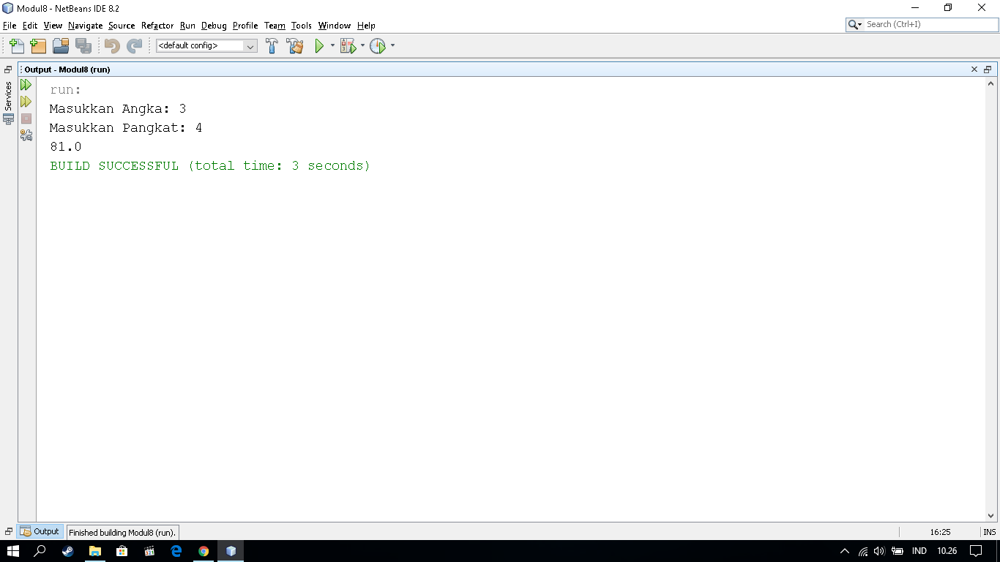 Modul8 - NetBeans IDE 8.2
File Edit View Navigate Source Refactor Run Debug Profile Team Tools Window Help
Search (Ctrl+I)
<default config>
Output - Modul8 (run)
Services
run:
Masukkan Angka: 3
Masukkan Pangkat: 4
81.0
BUILD SUCCESSFUL (total time: 3 seconds)
Output
Finished building Modul8 (run).
16:25
INS
IND
10.26